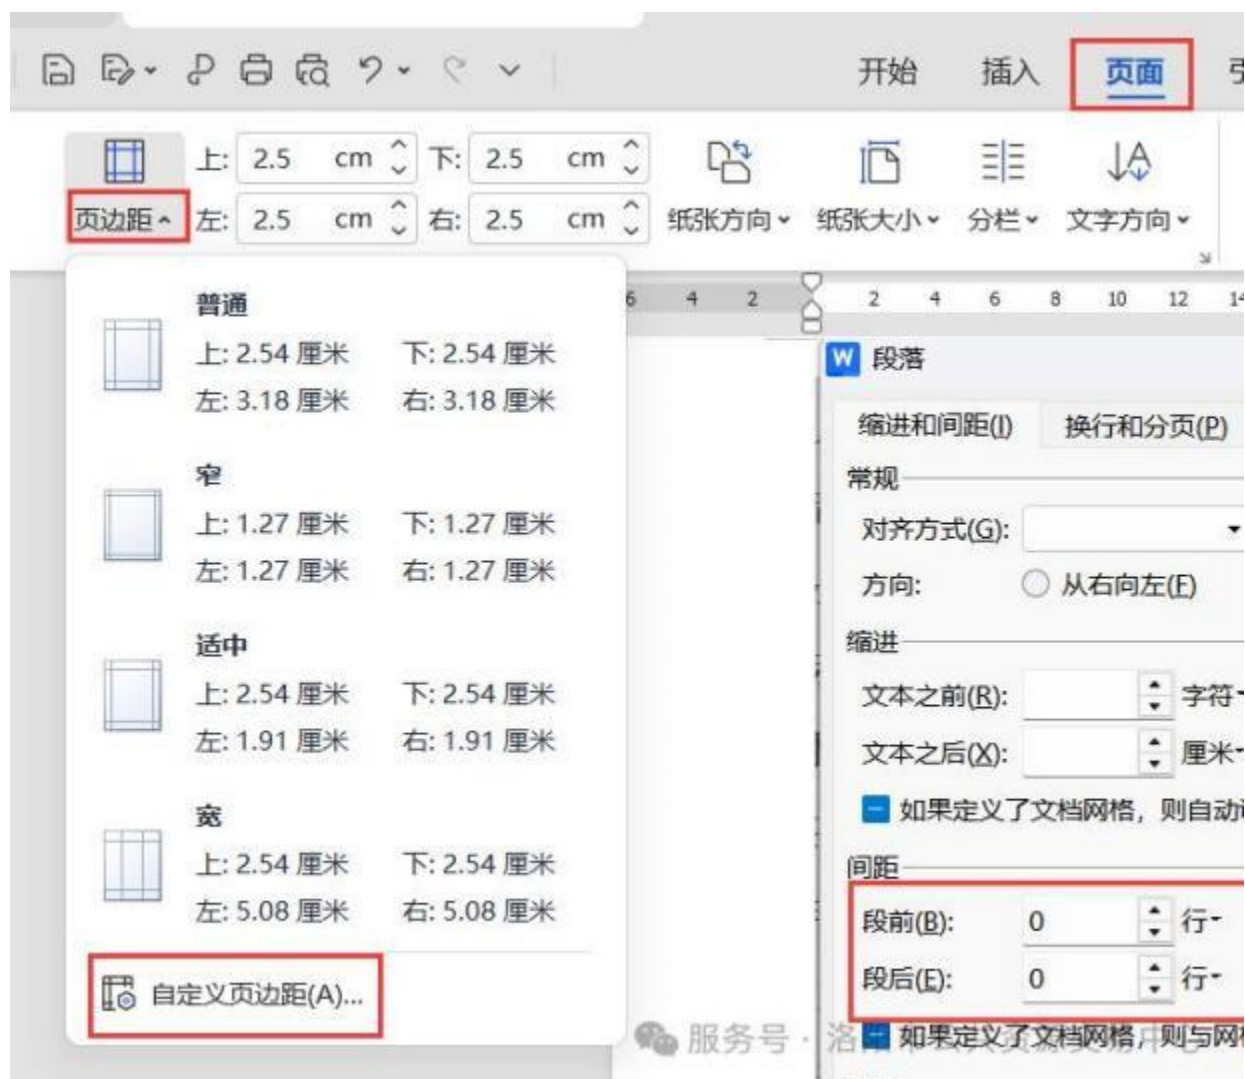 开始 插入 页面
页边距 上: 2.5 cm 下: 2.5 cm
左: 2.5 cm 右: 2.5 cm
纸张方向 纸张大小 分栏 文字方向
普通
上: 2.54 厘米 下: 2.54 厘米
左: 3.18 厘米 右: 3.18 厘米
窄
上: 1.27 厘米 下: 1.27 厘米
左: 1.27 厘米 右: 1.27 厘米
适中
上: 2.54 厘米 下: 2.54 厘米
左: 1.91 厘米 右: 1.91 厘米
宽
上: 2.54 厘米 下: 2.54 厘米
左: 5.08 厘米 右: 5.08 厘米
自定义页边距(A)...
6 4 2 2 4 6 8 10 12 14
W 段落
缩进和间距(I) 换行和分页(P)
常规
对齐方式(G):
方向: 从右向左(F)
缩进
文本之前(R): 字符
文本之后(X): 厘米
如果定义了文档网格，则自动
间距
段前(B): 0 行
段后(E): 0 行
如果定义了文档网格，则与网
服务号 · 洛